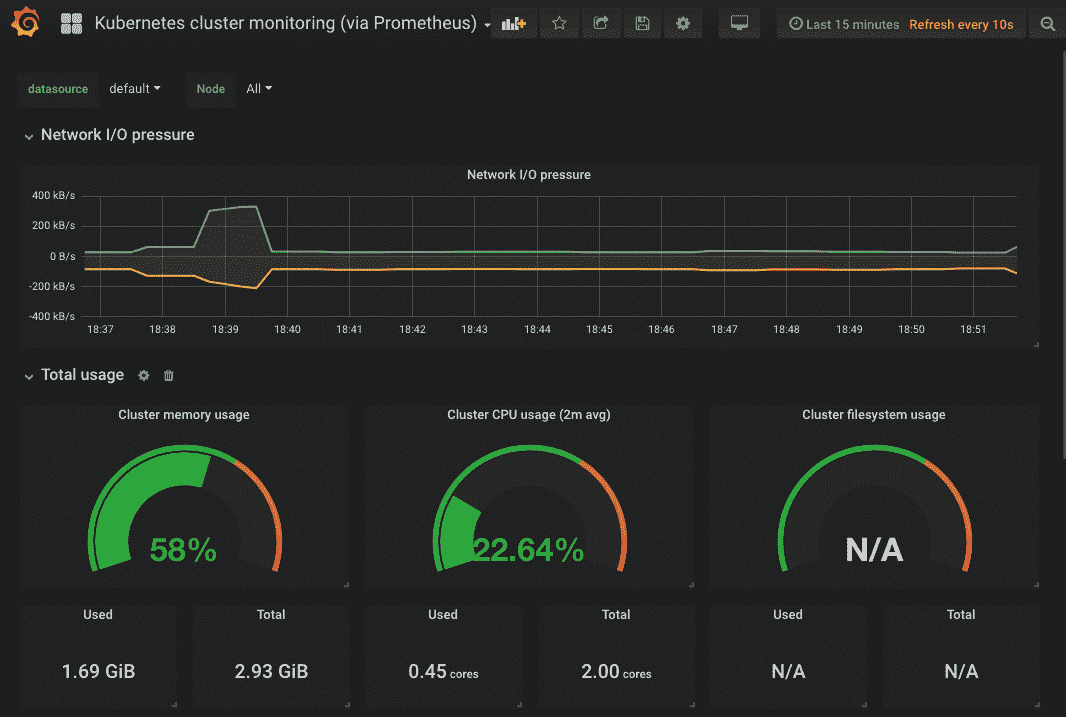 Kubernetes cluster monitoring (via Prometheus)
Last 15 minutes Refresh every 10s
datasource default Node All
Network I/O pressure
Network I/O pressure
400 kB/s
200 kB/s
0 B/s
-200 kB/s
-400 kB/s
18:37 18:38 18:39 18:40 18:41 18:42 18:43 18:44 18:45 18:46 18:47 18:48 18:49 18:50 18:51
Total usage
Cluster memory usage Cluster CPU usage (2m avg) Cluster filesystem usage
58% 22.64% N/A
Used Total Used Total Used Total
1.69 GiB 2.93 GiB 0.45 cores 2.00 cores N/A N/A